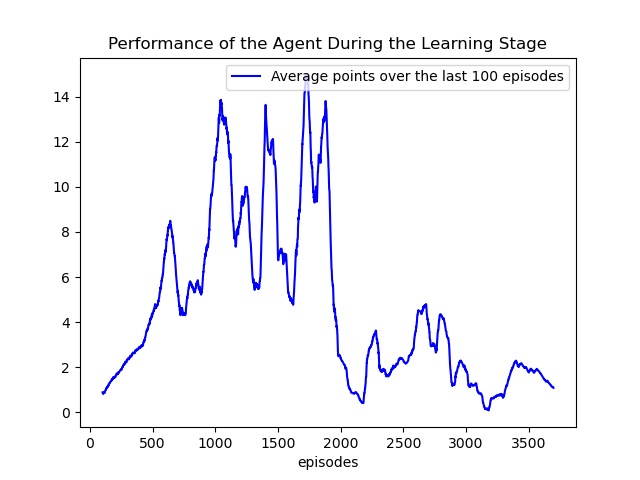 Performance of the Agent During the Learning Stage
Average points over the last 100 episodes
14
12
10
8
6
4
2
0
0 500 1000 1500 2000 2500 3000 3500
episodes